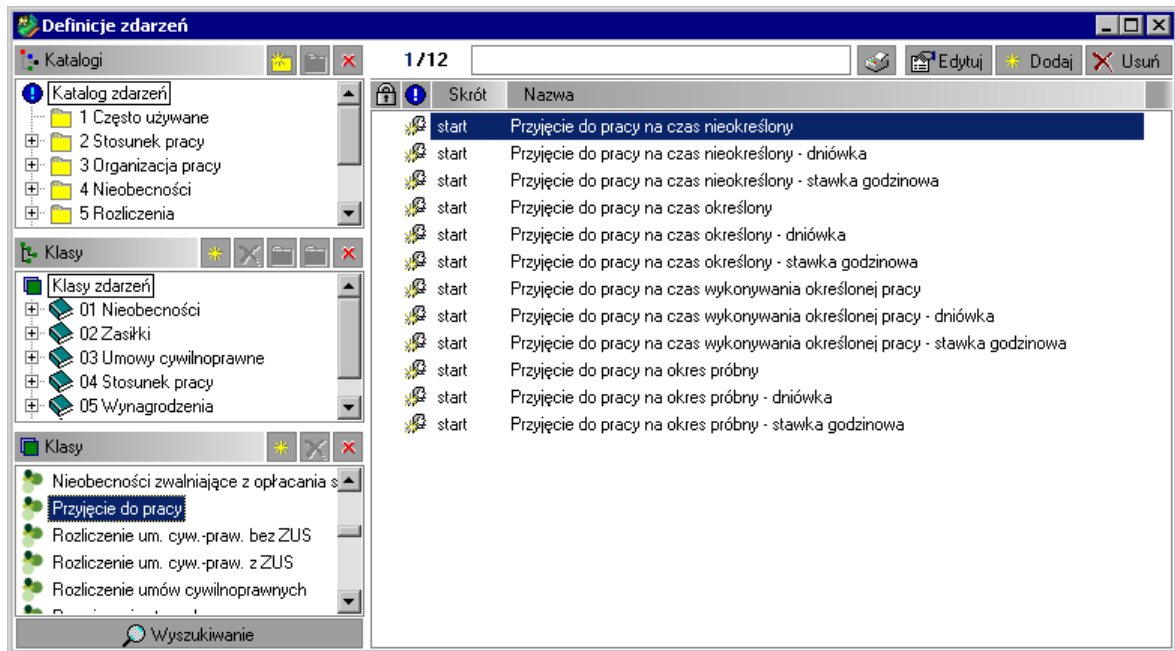 Definicje zdarzeń
Katalogi
Katalog zdarzeń
1 Często używane
2 Stosunek pracy
3 Organizacja pracy
4 Nieobecności
5 Rozliczenia
Klasy
Klasy zdarzeń
01 Nieobecności
02 Zasiłki
03 Umowy cywilnoprawne
04 Stosunek pracy
05 Wynagrodzenia
Klasy
Nieobecności zwalniające z opłacania s
Przyjęcie do pracy
Rozliczenie um. cyw.-praw. bez ZUS
Rozliczenie um. cyw.-praw. z ZUS
Rozliczenie umów cywilnoprawnych
Wyszukiwanie
1/12 Edytuj Dodaj Usuń
Skrót Nazwa
start Przyjęcie do pracy na czas nieokreślony
start Przyjęcie do pracy na czas nieokreślony - dniówka
start Przyjęcie do pracy na czas nieokreślony - stawka godzinowa
start Przyjęcie do pracy na czas określony
start Przyjęcie do pracy na czas określony - dniówka
start Przyjęcie do pracy na czas określony - stawka godzinowa
start Przyjęcie do pracy na czas wykonywania określonej pracy
start Przyjęcie do pracy na czas wykonywania określonej pracy - dniówka
start Przyjęcie do pracy na czas wykonywania określonej pracy - stawka godzinowa
start Przyjęcie do pracy na okres próbny
start Przyjęcie do pracy na okres próbny - dniówka
start Przyjęcie do pracy na okres próbny - stawka godzinowa